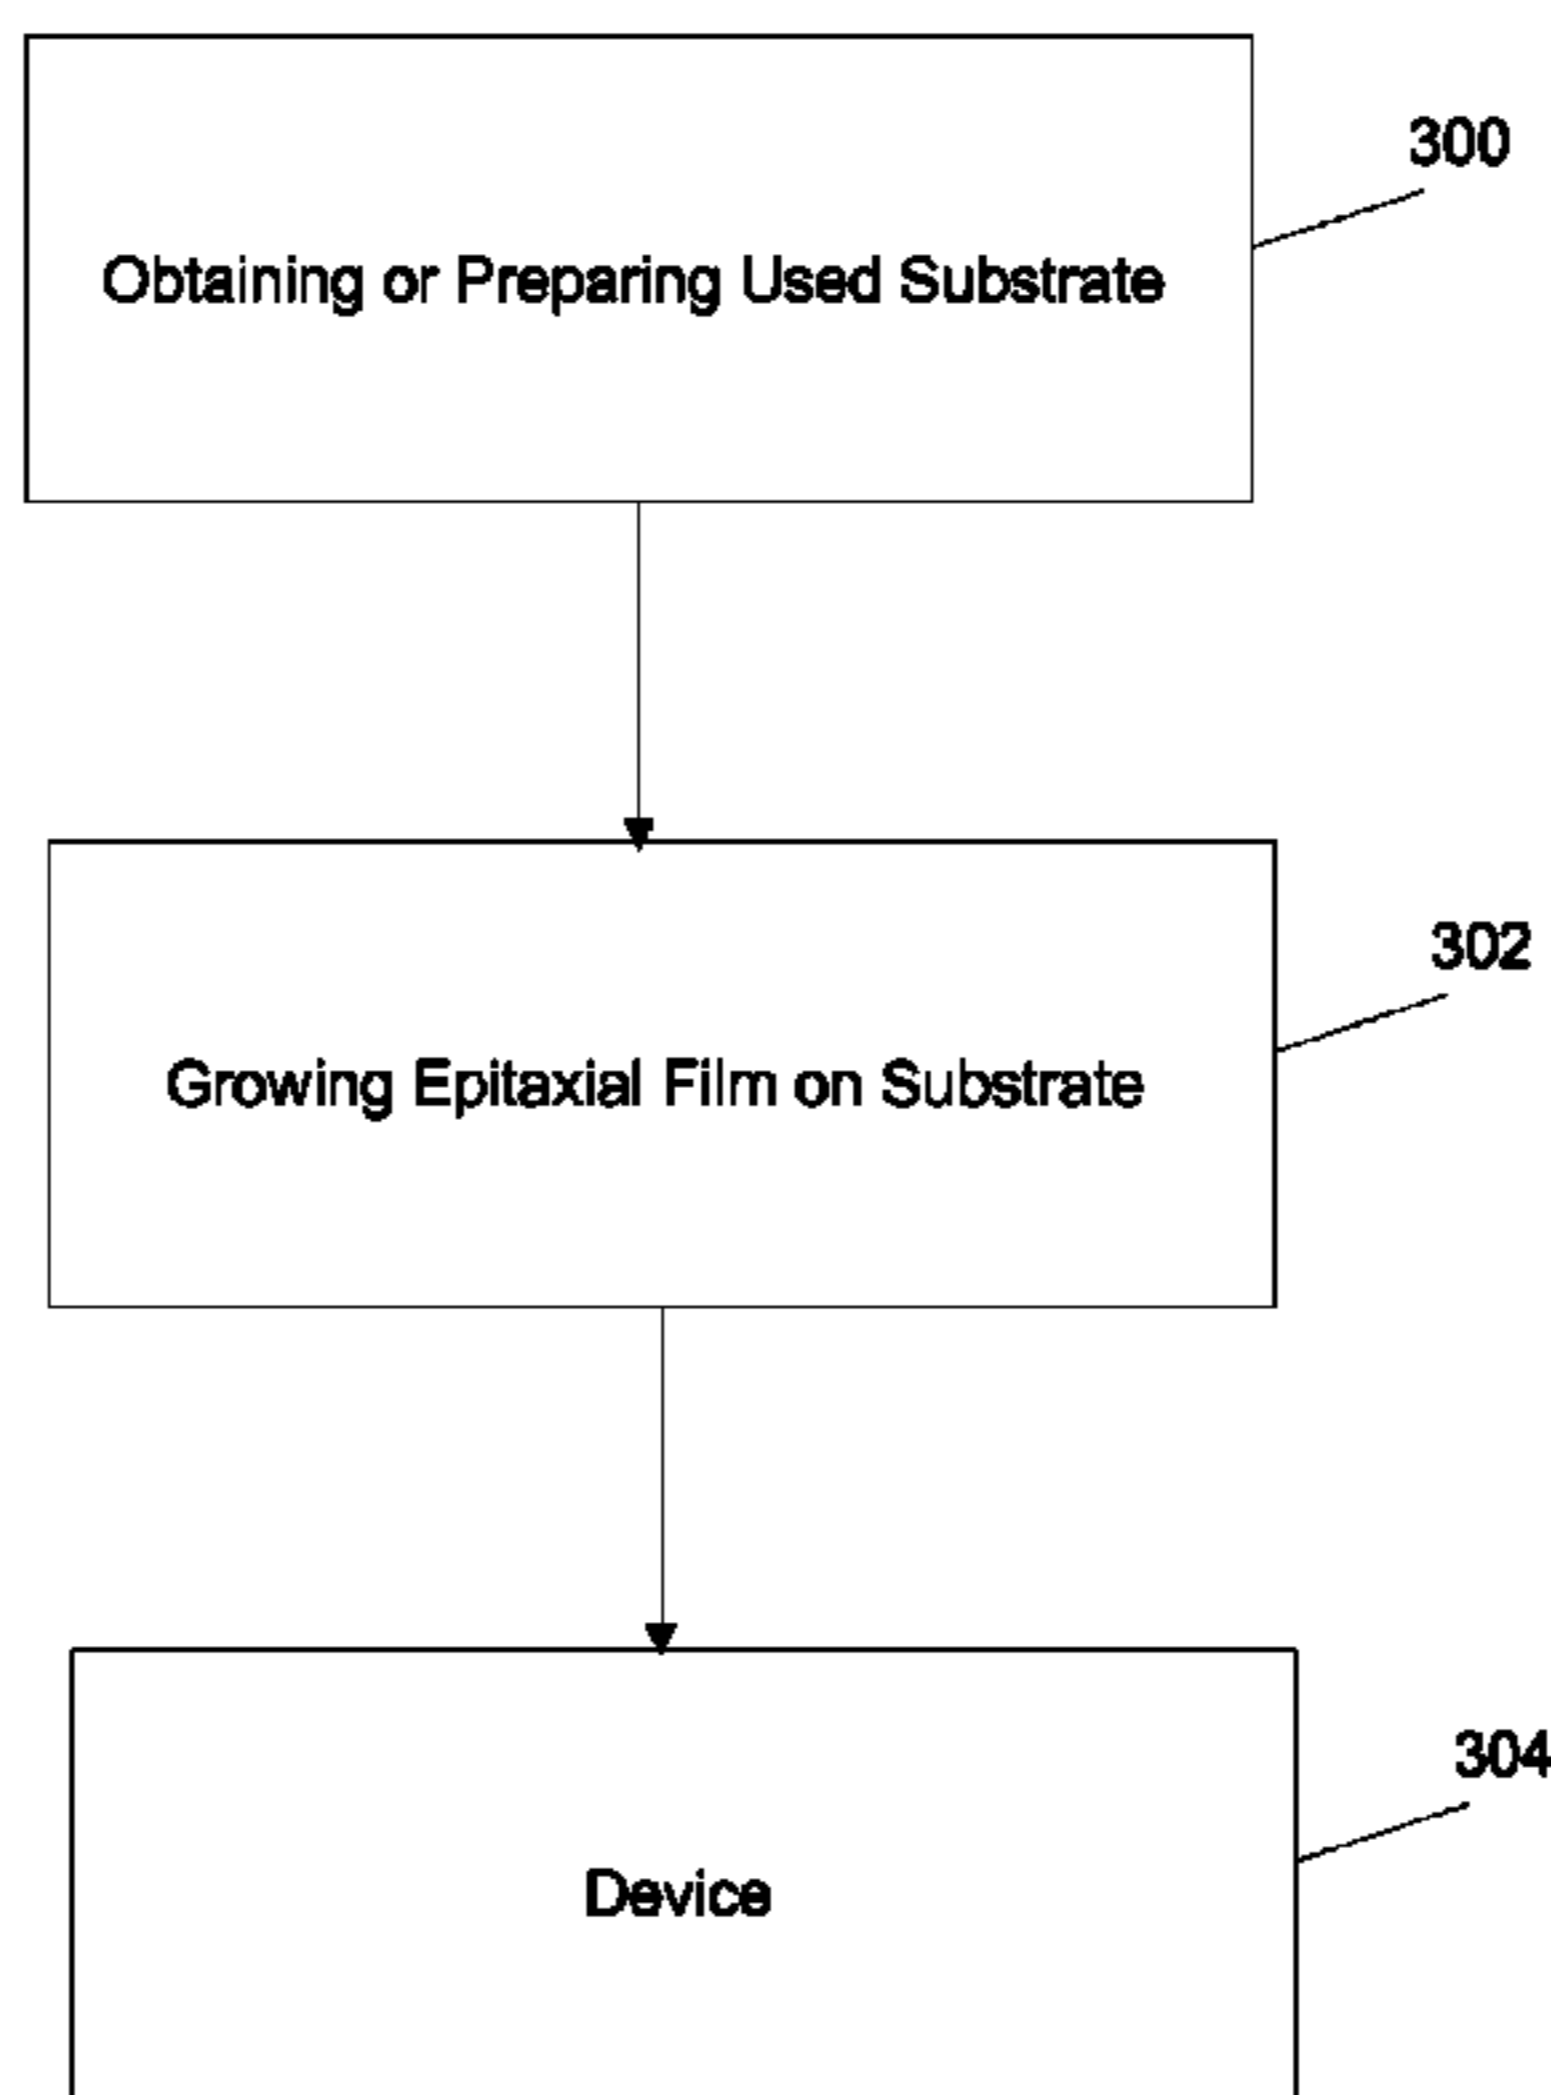 300
Obtaining or Preparing Used Substrate
302
Growing Epitaxial Film on Substrate
304
Device